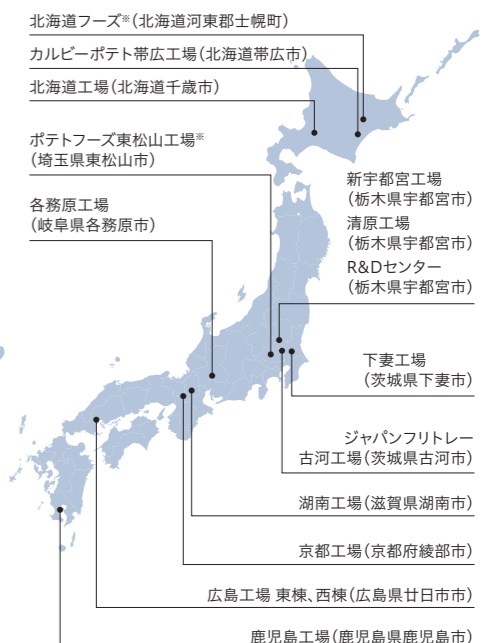 北海道フーズ※(北海道河東郡士幌町)
カルビーポテト帯広工場(北海道帯広市)
北海道工場(北海道千歳市)
ポテトフーズ東松山工場※
(埼玉県東松山市)
各務原工場
(岐阜県各務原市)
新宇都宮工場
(栃木県宇都宮市)
清原工場
(栃木県宇都宮市)
R&Dセンター
(栃木県宇都宮市)
下妻工場
(茨城県下妻市)
ジャパンフリトレー
古河工場(茨城県古河市)
湖南工場(滋賀県湖南市)
京都工場(京都府綾部市)
広島工場 東棟、西棟(広島県廿日市市)
鹿児島工場(鹿児島県鹿児島市)